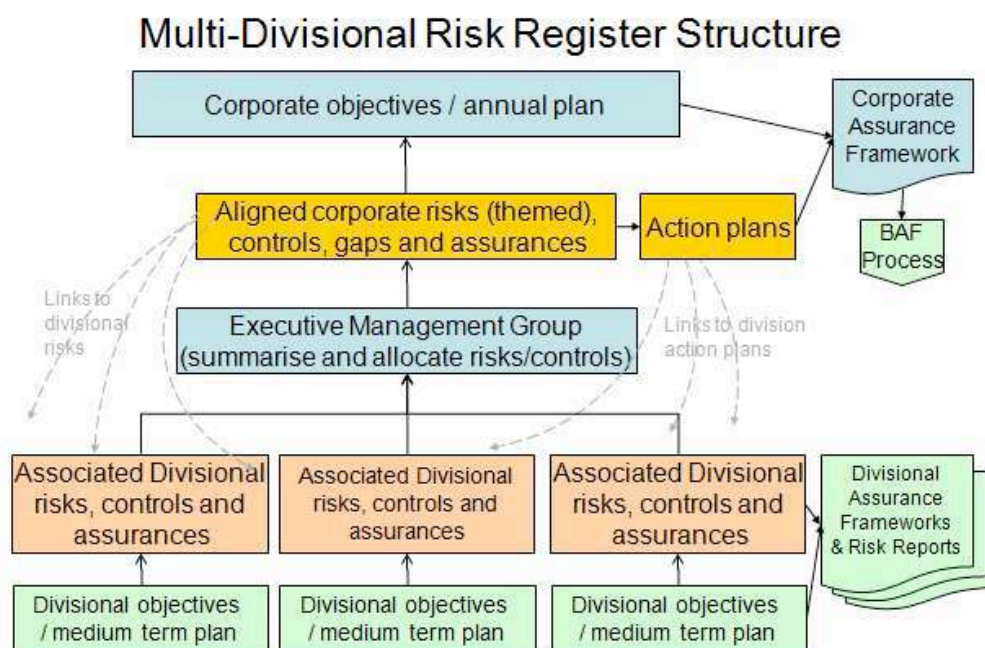 Multi-Divisional Risk Register Structure
Corporate objectives / annual plan
Corporate
Assurance
Framework
Aligned corporate risks (themed),
controls, gaps and assurances
Action plans
BAF
Process
Links to
divisional
risks
Executive Management Group
(summarise and allocate risks/controls)
Links to division
action plans
Associated Divisional
risks, controls and
assurances
Associated Divisional
risks, controls and
assurances
Associated Divisional
risks, controls and
assurances
Divisional
Assurance
Frameworks
& Risk Reports
Divisional objectives
/ medium term plan
Divisional objectives
/ medium term plan
Divisional objectives
/ medium term plan